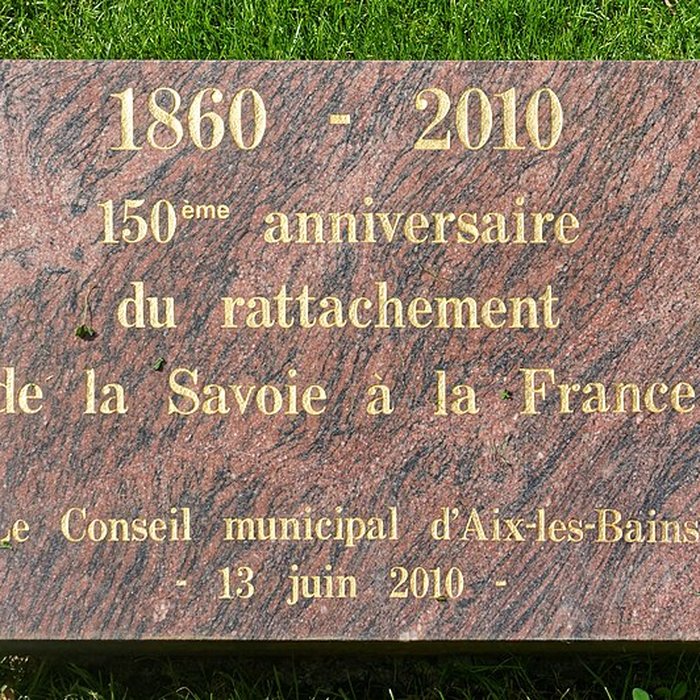 1860 - 2010
150ème anniversaire
du rattachement
de la Savoie à la France
Le Conseil municipal d'Aix-les-Bains
- 13 juin 2010 -